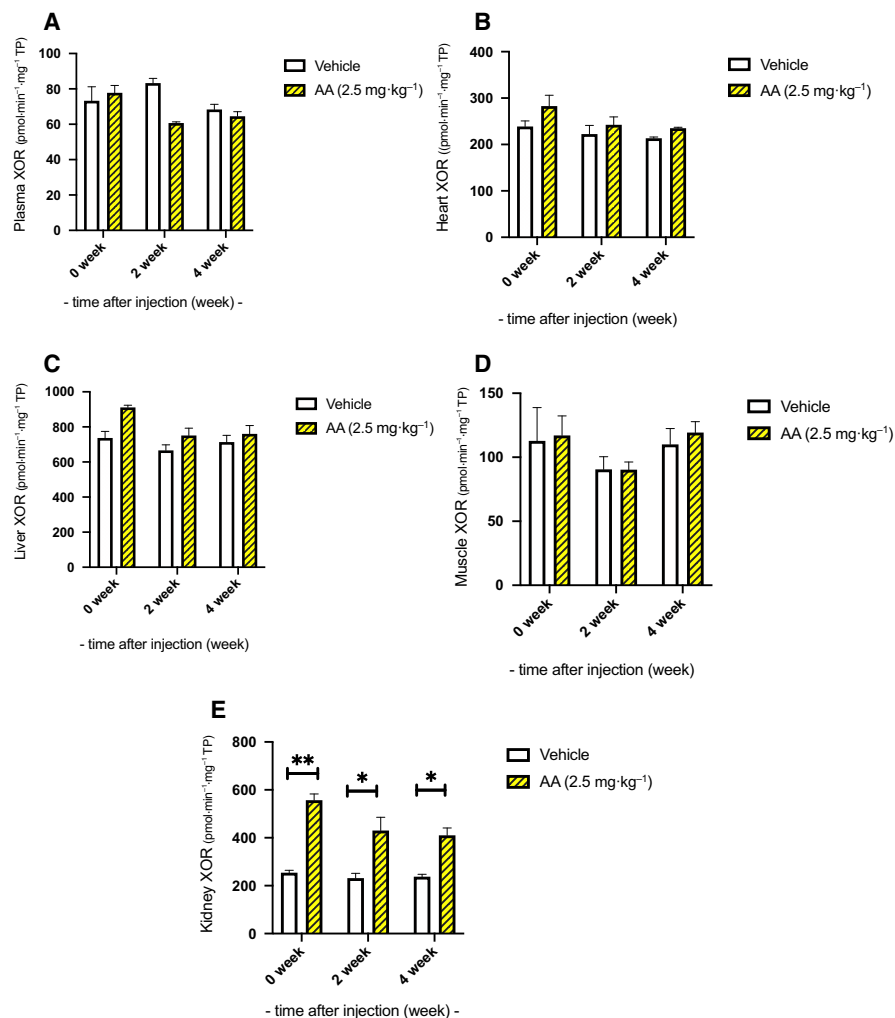 A
Plasma XOR (pmol·min⁻¹·mg⁻¹ TP)
100
80
60
40
20
0
0 week
2 week
4 week
- time after injection (week) -
Vehicle
AA (2.5 mg·kg⁻¹)
B
Heart XOR ((pmol·min⁻¹·mg⁻¹ TP)
400
300
200
100
0
0 week
2 week
4 week
- time after injection (week)
Vehicle
AA (2.5 mg·kg⁻¹)
C
Liver XOR (pmol·min⁻¹·mg⁻¹ TP)
1000
800
600
400
200
0
0 week
2 week
4 week
- time after injection (week)
Vehicle
AA (2.5 mg·kg⁻¹)
D
Muscle XOR (pmol·min⁻¹·mg⁻¹ TP)
150
100
50
0
0 week
2 week
4 week
- time after injection (week)
Vehicle
AA (2.5 mg·kg⁻¹)
E
Kidney XOR (pmol·min⁻¹·mg⁻¹ TP)
800
600
400
200
0
**
*
*
0 week
2 week
4 week
- time after injection (week) -
Vehicle
AA (2.5 mg·kg⁻¹)